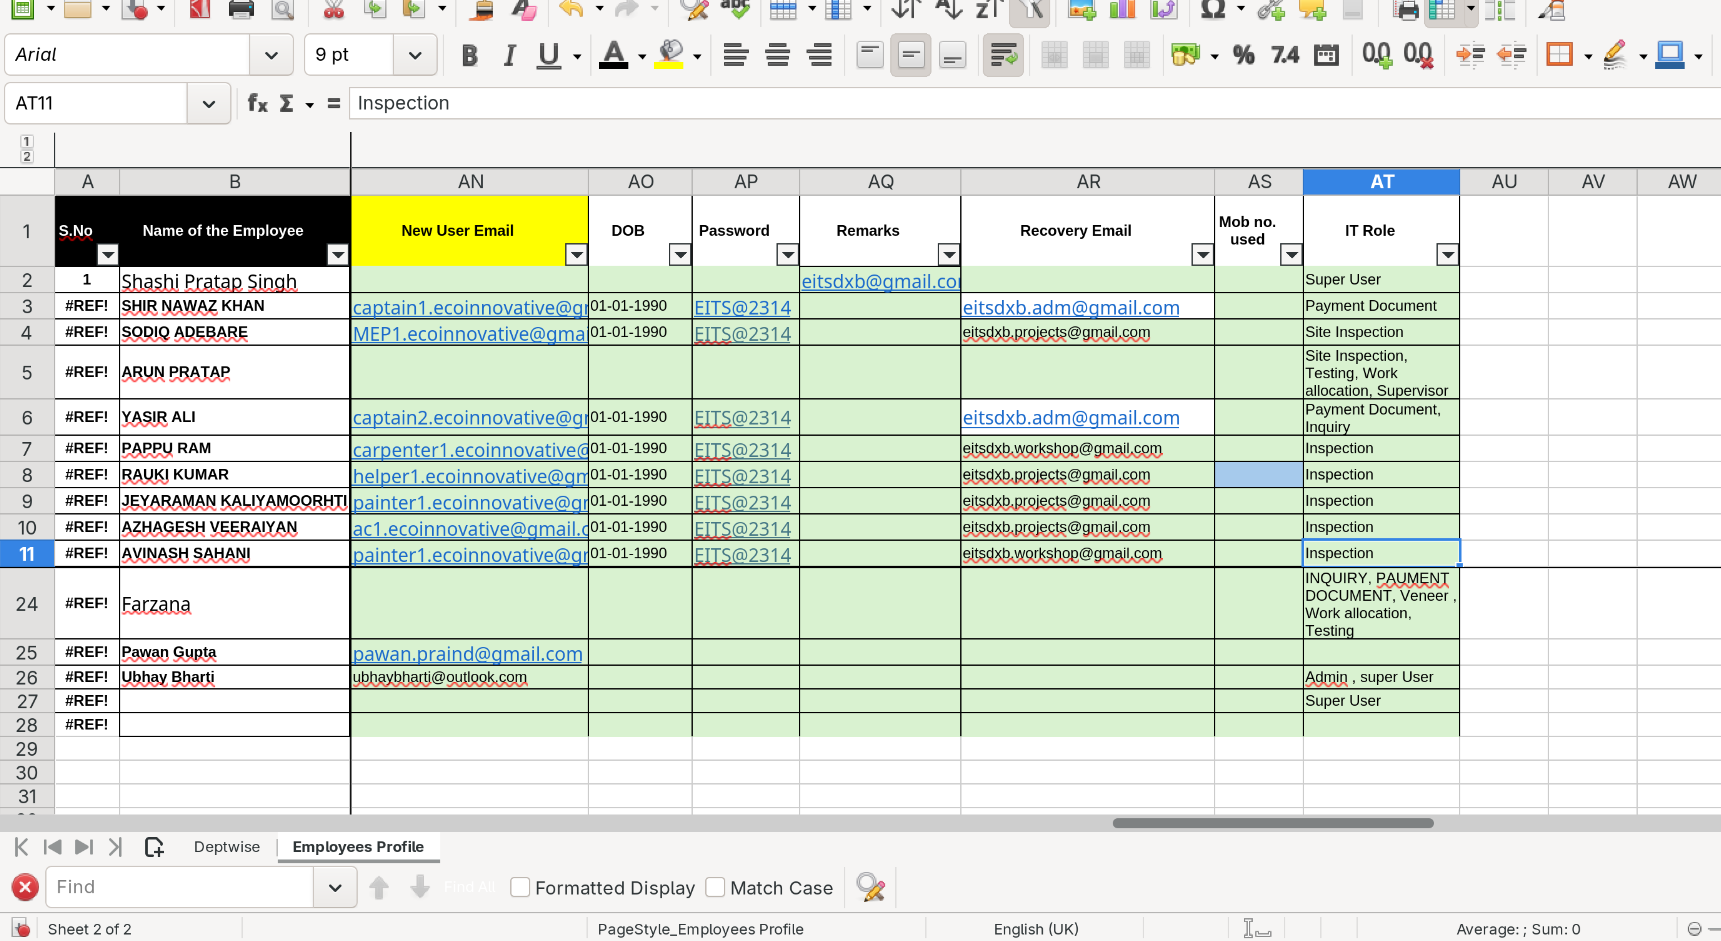 Arial 9 pt B I U A % 7.4 0.0 0.0
AT11 fx Σ = Inspection
1
2
A B AN AO AP AQ AR AS AT AU AV AW
1 S.No Name of the Employee New User Email DOB Password Remarks Recovery Email Mob no. used IT Role
2 1 Shashi Pratap Singh eitsdxb@gmail.co Super User
3 #REF! SHIR NAWAZ KHAN captain1.ecoinnovative@g 01-01-1990 EITS@2314 eitsdxb.adm@gmail.com Payment Document
4 #REF! SODIQ ADEBARE MEP1.ecoinnovative@gmai 01-01-1990 EITS@2314 eitsdxb.projects@gmail.com Site Inspection
5 #REF! ARUN PRATAP Site Inspection, Testing, Work allocation, Supervisor
6 #REF! YASIR ALI captain2.ecoinnovative@g 01-01-1990 EITS@2314 eitsdxb.adm@gmail.com Payment Document, Inquiry
7 #REF! PAPPU RAM carpenter1.ecoinnovative@ 01-01-1990 EITS@2314 eitsdxb.workshop@gmail.com Inspection
8 #REF! RAUKI KUMAR helper1.ecoinnovative@gm 01-01-1990 EITS@2314 eitsdxb.projects@gmail.com Inspection
9 #REF! JEYARAMAN KALIYAMOORHTI painter1.ecoinnovative@g 01-01-1990 EITS@2314 eitsdxb.projects@gmail.com Inspection
10 #REF! AZHAGESH VEERAIYAN ac1.ecoinnovative@gmail.c 01-01-1990 EITS@2314 eitsdxb.projects@gmail.com Inspection
11 #REF! AVINASH SAHANI painter1.ecoinnovative@g 01-01-1990 EITS@2314 eitsdxb.workshop@gmail.com Inspection
24 #REF! Farzana INQUIRY, PAUMENT DOCUMENT, Veneer , Work allocation, Testing
25 #REF! Pawan Gupta pawan.praind@gmail.com
26 #REF! Ubhay Bharti ubhaybharti@outlook.com Admin , super User
27 #REF! Super User
28 #REF!
29
30
31
Deptwise Employees Profile
Find Find All Formatted Display Match Case
Sheet 2 of 2 PageStyle_Employees Profile English (UK) Average: ; Sum: 0